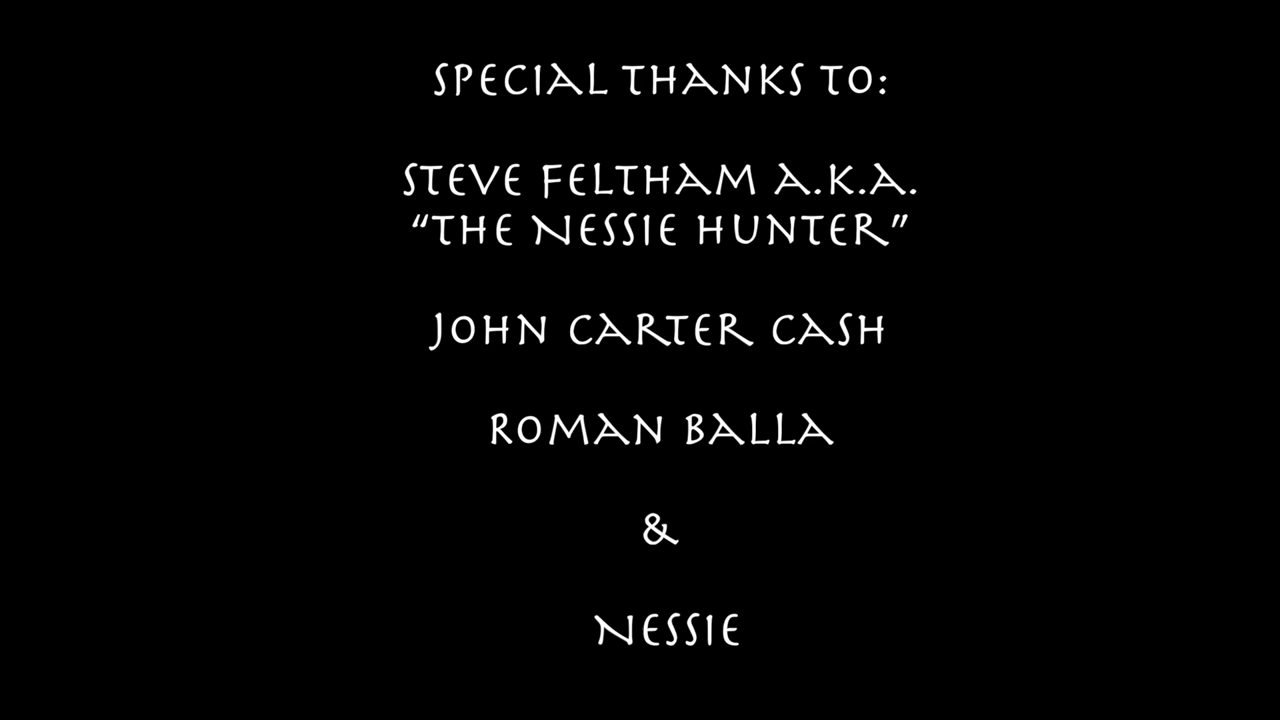 SPECIAL THANKS TO:
STEVE FELTHAM A.K.A.
“THE NESSIE HUNTER”
JOHN CARTER CASH
ROMAN BALLA
&
NESSIE